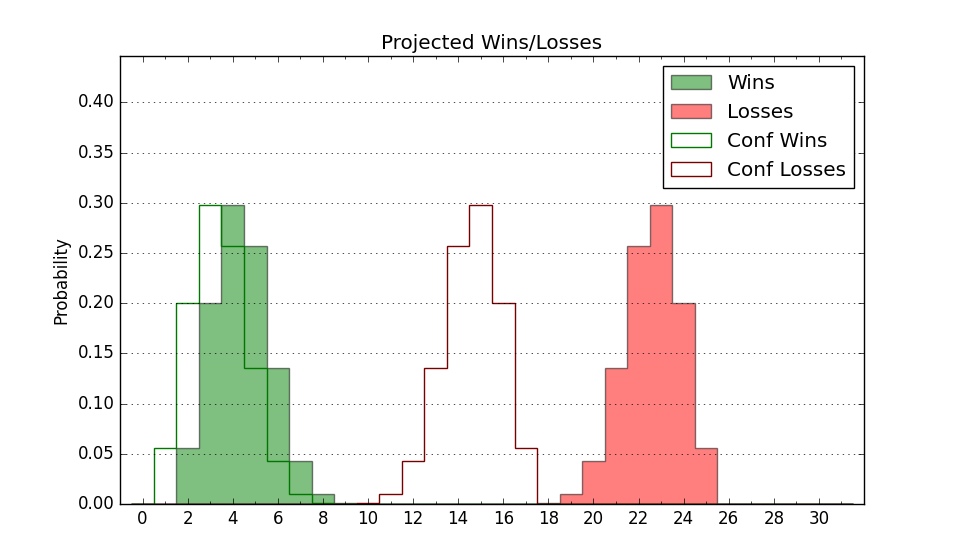 Projected Wins/Losses
Wins
Losses
Conf Wins
Conf Losses
Probability
0.40
0.35
0.30
0.25
0.20
0.15
0.10
0.05
0.00
0 2 4 6 8 10 12 14 16 18 20 22 24 26 28 30